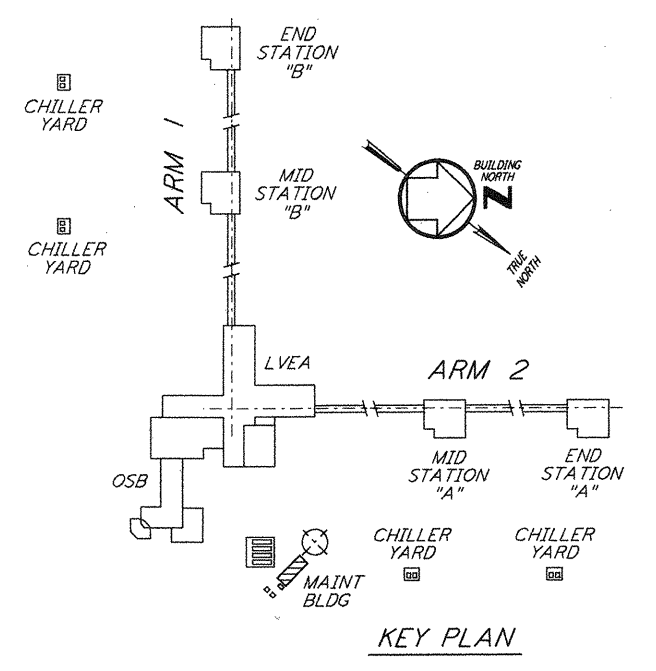 END
STATION
"B"
CHILLER
YARD
ARM 1
MID
STATION
"B"
BUILDING
NORTH
N
TRUE
NORTH
CHILLER
YARD
LVEA
ARM 2
MID
STATION
"A"
END
STATION
"A"
OSB
CHILLER
YARD
CHILLER
YARD
MAINT
BLDG
KEY PLAN